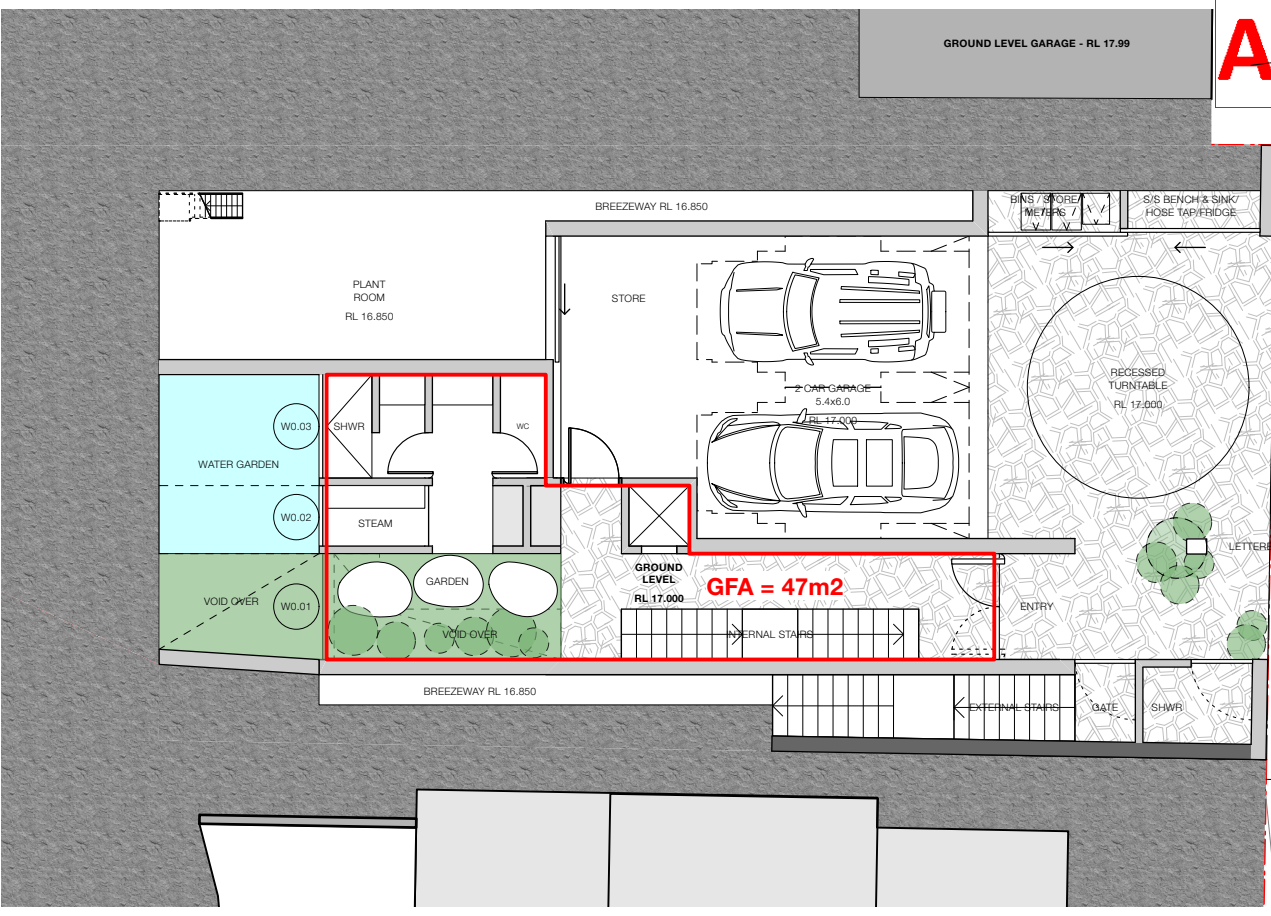 GROUND LEVEL GARAGE - RL 17.99
A
BREEZEWAY RL 16.850
BINS / STORE/
METERS /
S/S BENCH & SINK/
HOSE TAP/FRIDGE
PLANT
ROOM
RL 16.850
STORE
2 CAR GARAGE
5.4x6.0
RL 17.000
RECESSED
TURNTABLE
RL 17.000
W0.03
SHWR
WC
WATER GARDEN
W0.02
STEAM
GROUND
LEVEL
RL 17.000
GFA = 47m2
GARDEN
VOID OVER
W0.01
VOID OVER
INTERNAL STAIRS
ENTRY
BREEZEWAY RL 16.850
EXTERNAL STAIRS
GATE
SHWR